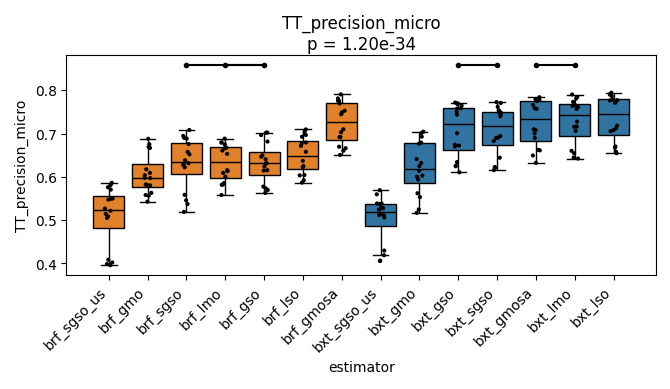 TT_precision_micro
p = 1.20e-34
TT_precision_micro
0.8
0.7
0.6
0.5
0.4
brf_sgso_us
brf_gmo
brf_sgso
brf_lmo
brf_gso
brf_lso
brf_gmosa
bxt_sgso_us
bxt_gmo
bxt_gso
bxt_sgso
bxt_gmosa
bxt_lmo
bxt_lso
estimator